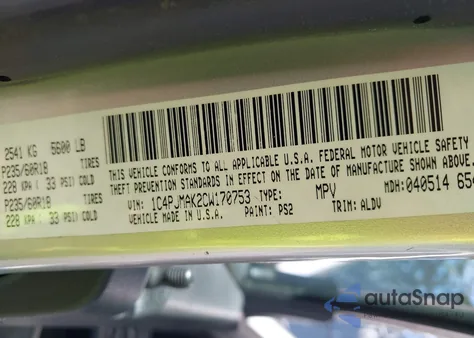 2541 KG 5600 LB
P235/60R18 TIRES
228 KPA ( 33 PSI) COLD
P235/60R18 TIRES
228 KPA ( 33 PSI) COLD
THIS VEHICLE CONFORMS TO ALL APPLICABLE U.S.A. FEDERAL MOTOR VEHICLE SAFETY
THEFT PREVENTION STANDARDS IN EFFECT ON THE DATE OF MANUFACTURE SHOWN ABOVE.
VIN: 1C4PJMAK2CW170753 TYPE: MPV MDH: 040514 654
VEHICLE MADE IN U.S.A. PAINT: PS2 TRIM: ALDV
autoSnap